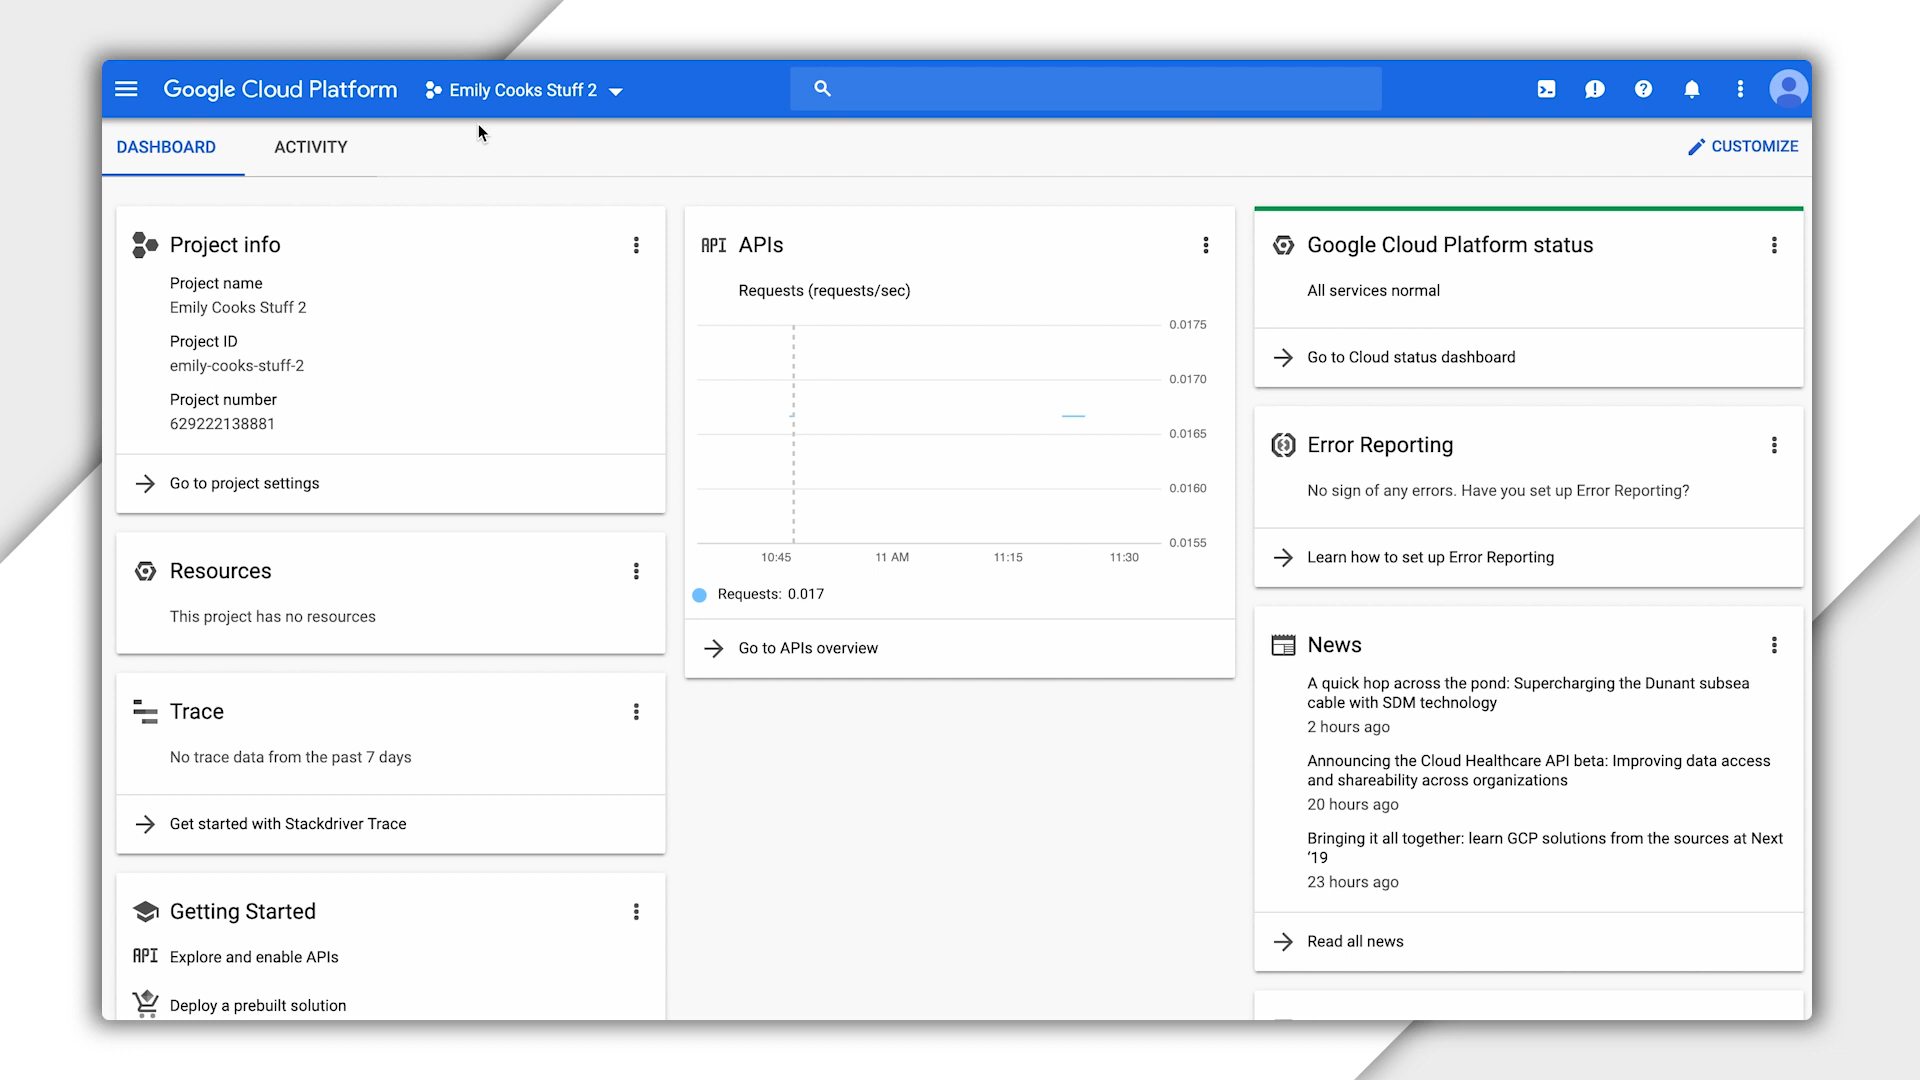 Google Cloud Platform
Emily Cooks Stuff 2
DASHBOARD
ACTIVITY
CUSTOMIZE
Project info
Project name
Emily Cooks Stuff 2
Project ID
emily-cooks-stuff-2
Project number
629222138881
Go to project settings
Resources
This project has no resources
Trace
No trace data from the past 7 days
Get started with Stackdriver Trace
Getting Started
API Explore and enable APIs
Deploy a prebuilt solution
API APIs
Requests (requests/sec)
0.0175
0.0170
0.0165
0.0160
0.0155
10:45 11 AM 11:15 11:30
Requests: 0.017
Go to APIs overview
Google Cloud Platform status
All services normal
Go to Cloud status dashboard
Error Reporting
No sign of any errors. Have you set up Error Reporting?
Learn how to set up Error Reporting
News
A quick hop across the pond: Supercharging the Dunant subsea
cable with SDM technology
2 hours ago
Announcing the Cloud Healthcare API beta: Improving data access
and shareability across organizations
20 hours ago
Bringing it all together: learn GCP solutions from the sources at Next
‘19
23 hours ago
Read all news